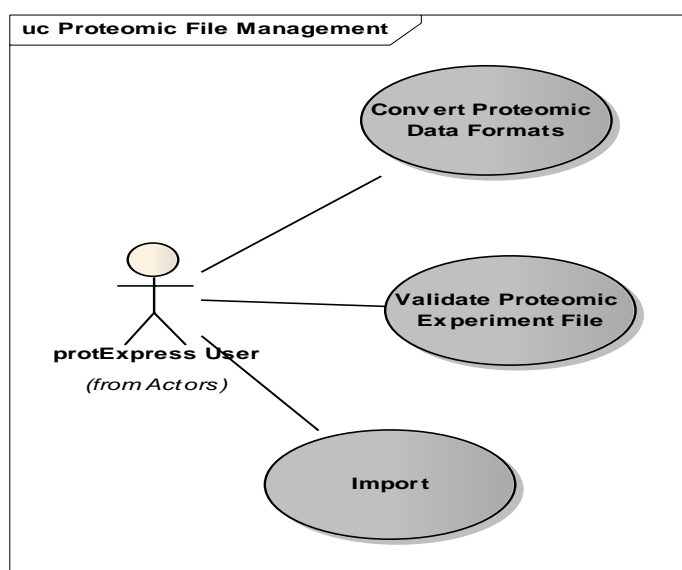 uc Proteomic File Management
Convert Proteomic
Data Formats
Validate Proteomic
Experiment File
protExpress User
(from Actors)
Import